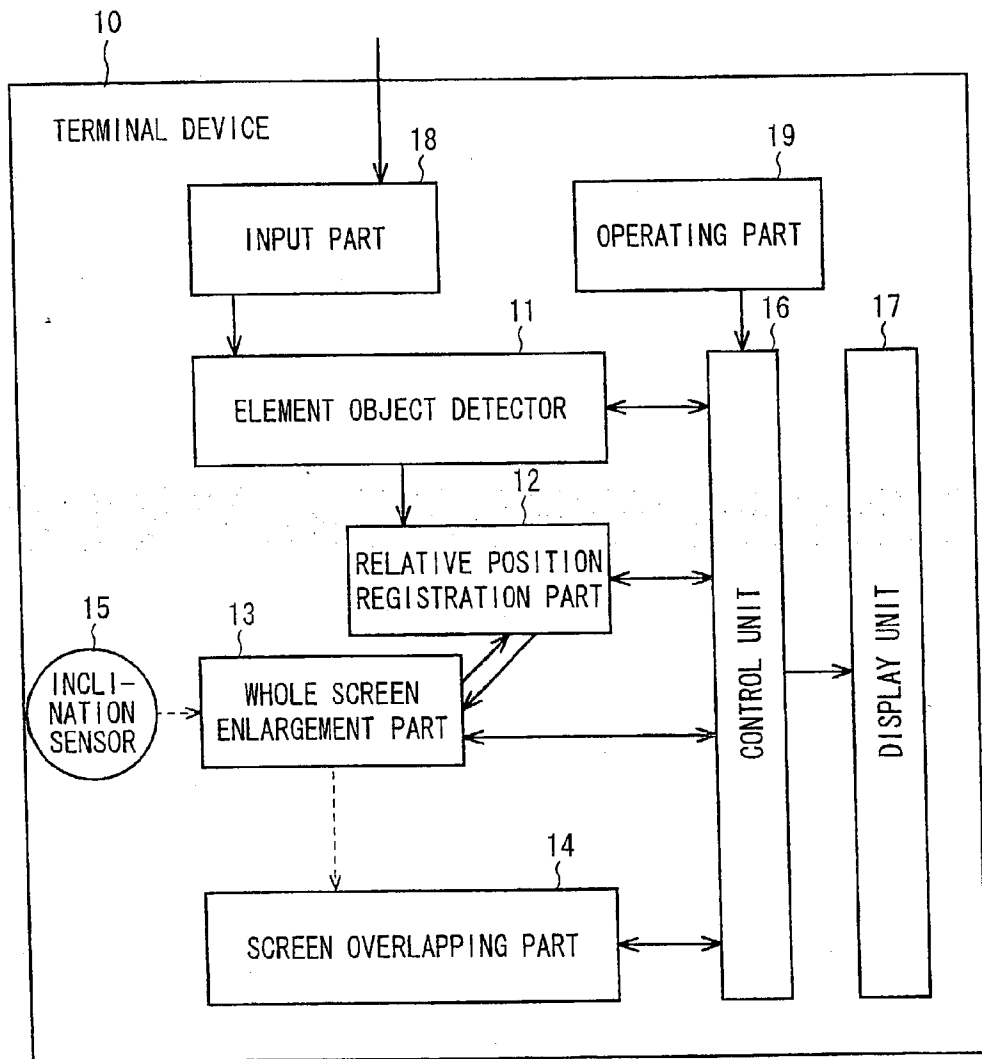 10
TERMINAL DEVICE
18
INPUT PART
19
OPERATING PART
11
ELEMENT OBJECT DETECTOR
16
17
12
RELATIVE POSITION
REGISTRATION PART
15
INCLI-
NATION
SENSOR
13
WHOLE SCREEN
ENLARGEMENT PART
CONTROL UNIT
DISPLAY UNIT
14
SCREEN OVERLAPPING PART